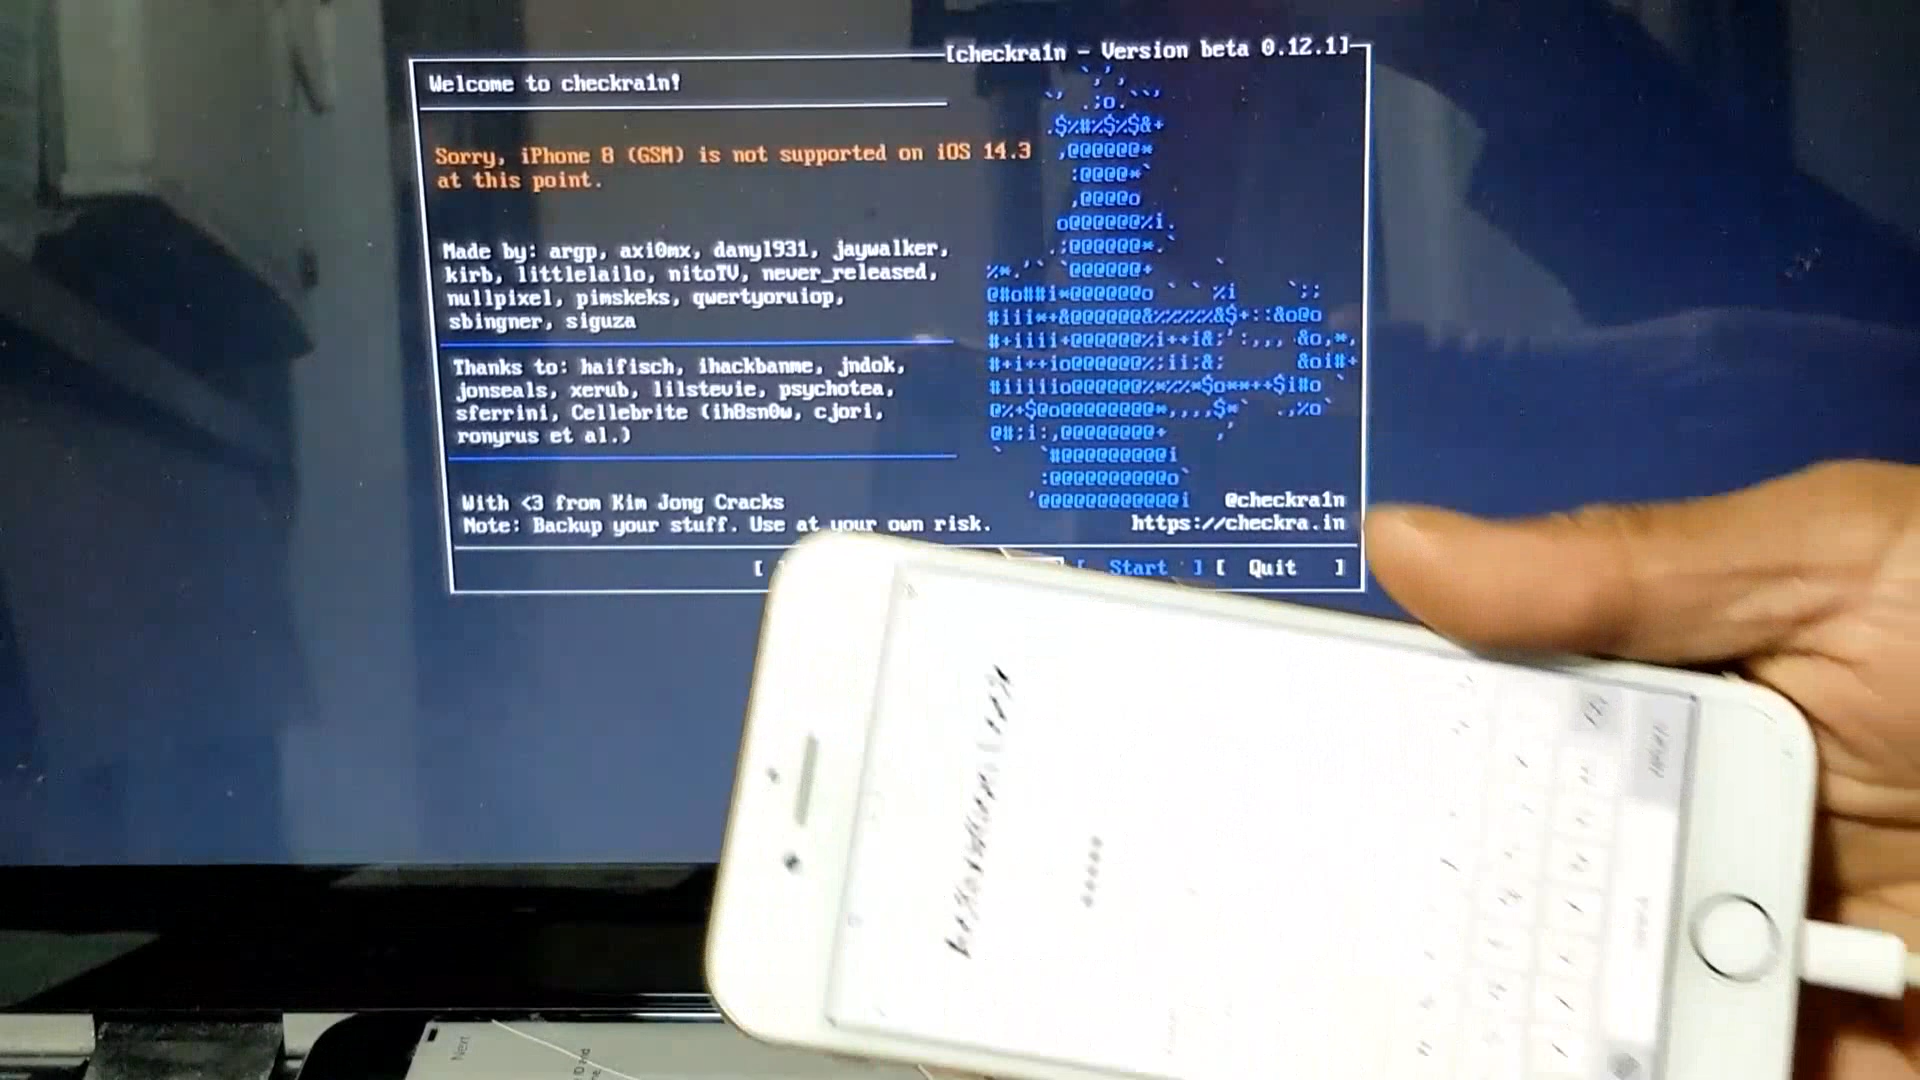 [checkra1n - Version beta 0.12.1]
Welcome to checkra1n!
Sorry, iPhone 8 (GSM) is not supported on iOS 14.3
at this point.
Made by: argp, axi0mx, danyl931, jaywalker,
kirb, littlelailo, nitoTV, never_released,
nullpixel, pimskeks, qwertyoruiop,
sbingner, siguza
Thanks to: haifisch, ihackbanme, jndok,
jonseals, xerub, lilstevie, psychotea,
sferrini, Cellebrite (ih8sn0w, cjori,
ronyrus et al.)
With <3 from Kim Jong Cracks
@checkra1n
Note: Backup your stuff. Use at your own risk.
https://checkra.in
[ Start ] [ Quit ]
Next